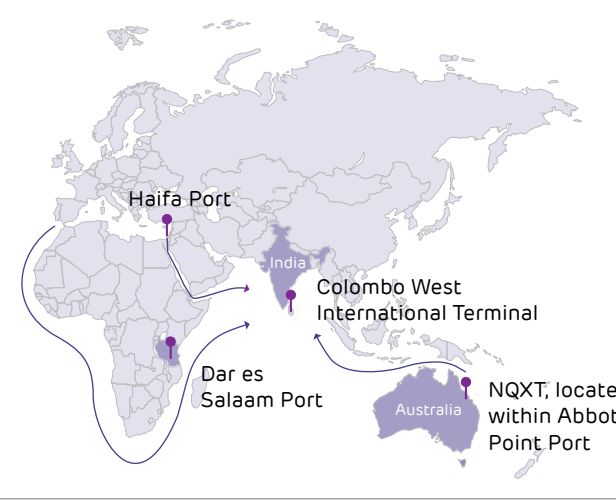 Haifa Port
India
Colombo West
International Terminal
Dar es
Salaam Port
Australia
NQXT, locate
within Abbot
Point Port